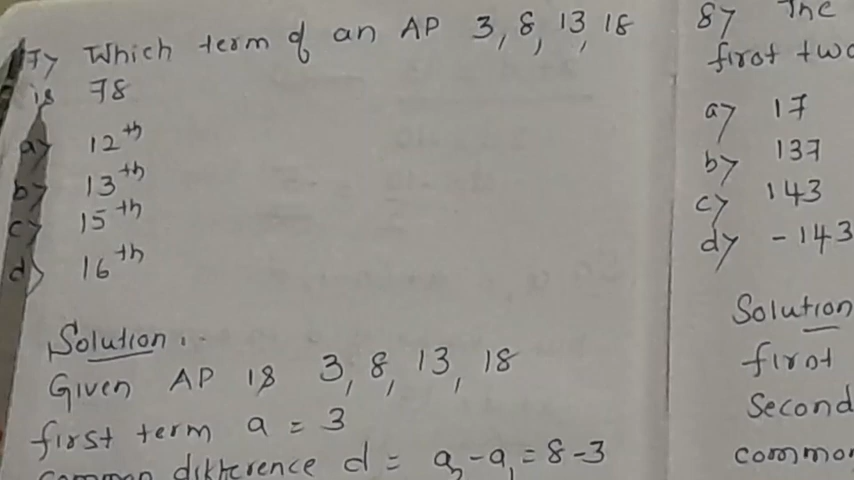 7> Which term of an AP 3, 8, 13, 18
is 78
a> 12th
b> 13th
c> 15th
d> 16th
Solution :-
Given AP is 3, 8, 13, 18
first term a = 3
common difference d = a2 - a1 = 8 - 3
8> The
first two
a> 17
b> 137
c> 143
d> -143
Solution
first
Second
common